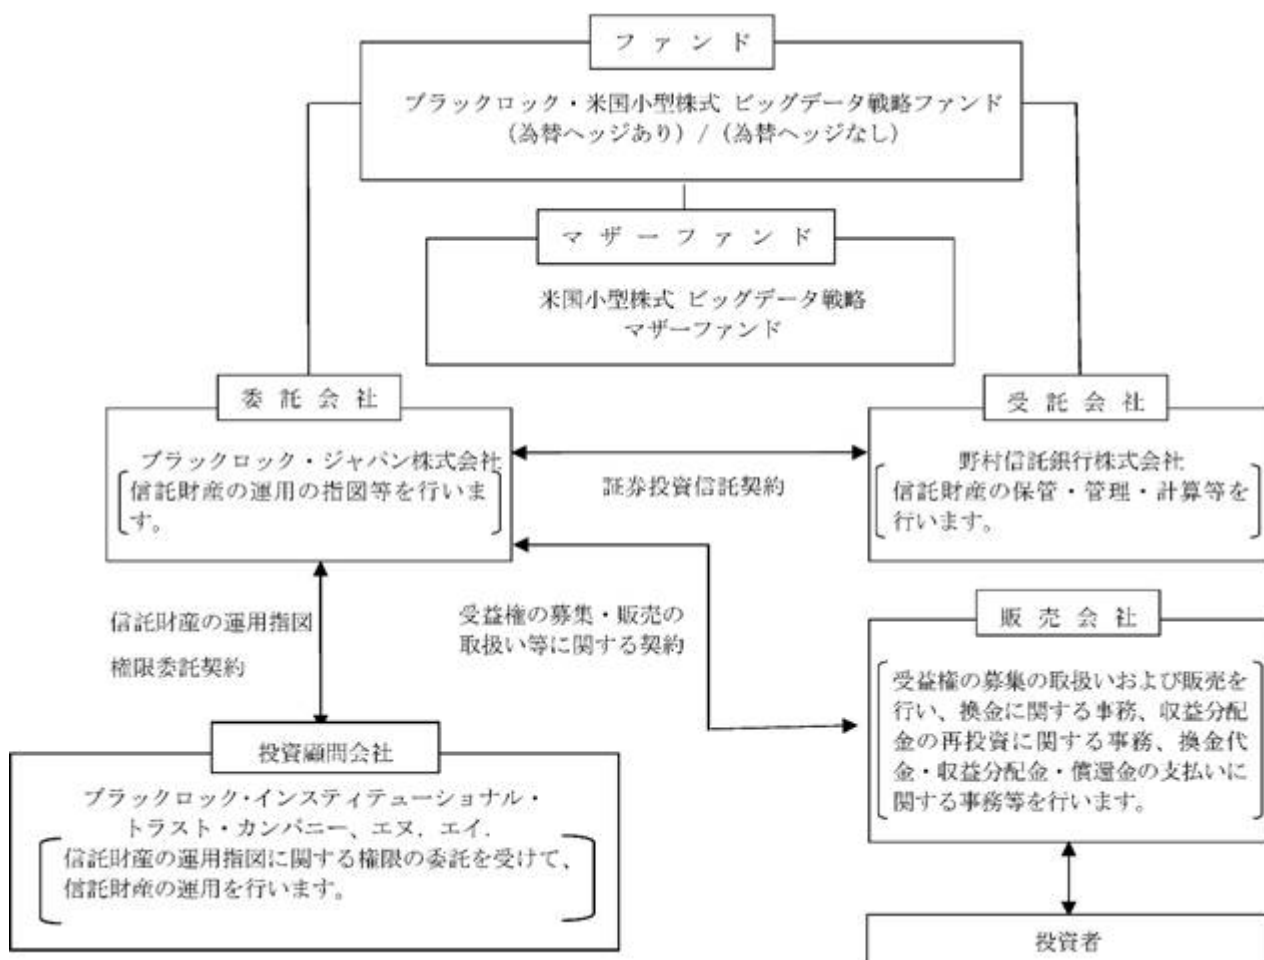 ファンド
ブラックロック・米国小型株式 ビッグデータ戦略ファンド
（為替ヘッジあり）/（為替ヘッジなし）
マザーファンド
米国小型株式 ビッグデータ戦略
マザーファンド
委託会社
ブラックロック・ジャパン株式会社
信託財産の運用の指図等を行いま
す。
証券投資信託契約
受託会社
野村信託銀行株式会社
信託財産の保管・管理・計算等を
行います。
信託財産の運用指図
権限委託契約
受益権の募集・販売の
取扱い等に関する契約
販売会社
受益権の募集の取扱いおよび販売を
行い、換金に関する事務、収益分配
金の再投資に関する事務、換金代
金・収益分配金・償還金の支払いに
関する事務等を行います。
投資顧問会社
ブラックロック・インスティテューショナル・
トラスト・カンパニー、エヌ．エイ．
信託財産の運用指図に関する権限の委託を受けて、
信託財産の運用を行います。
投資者